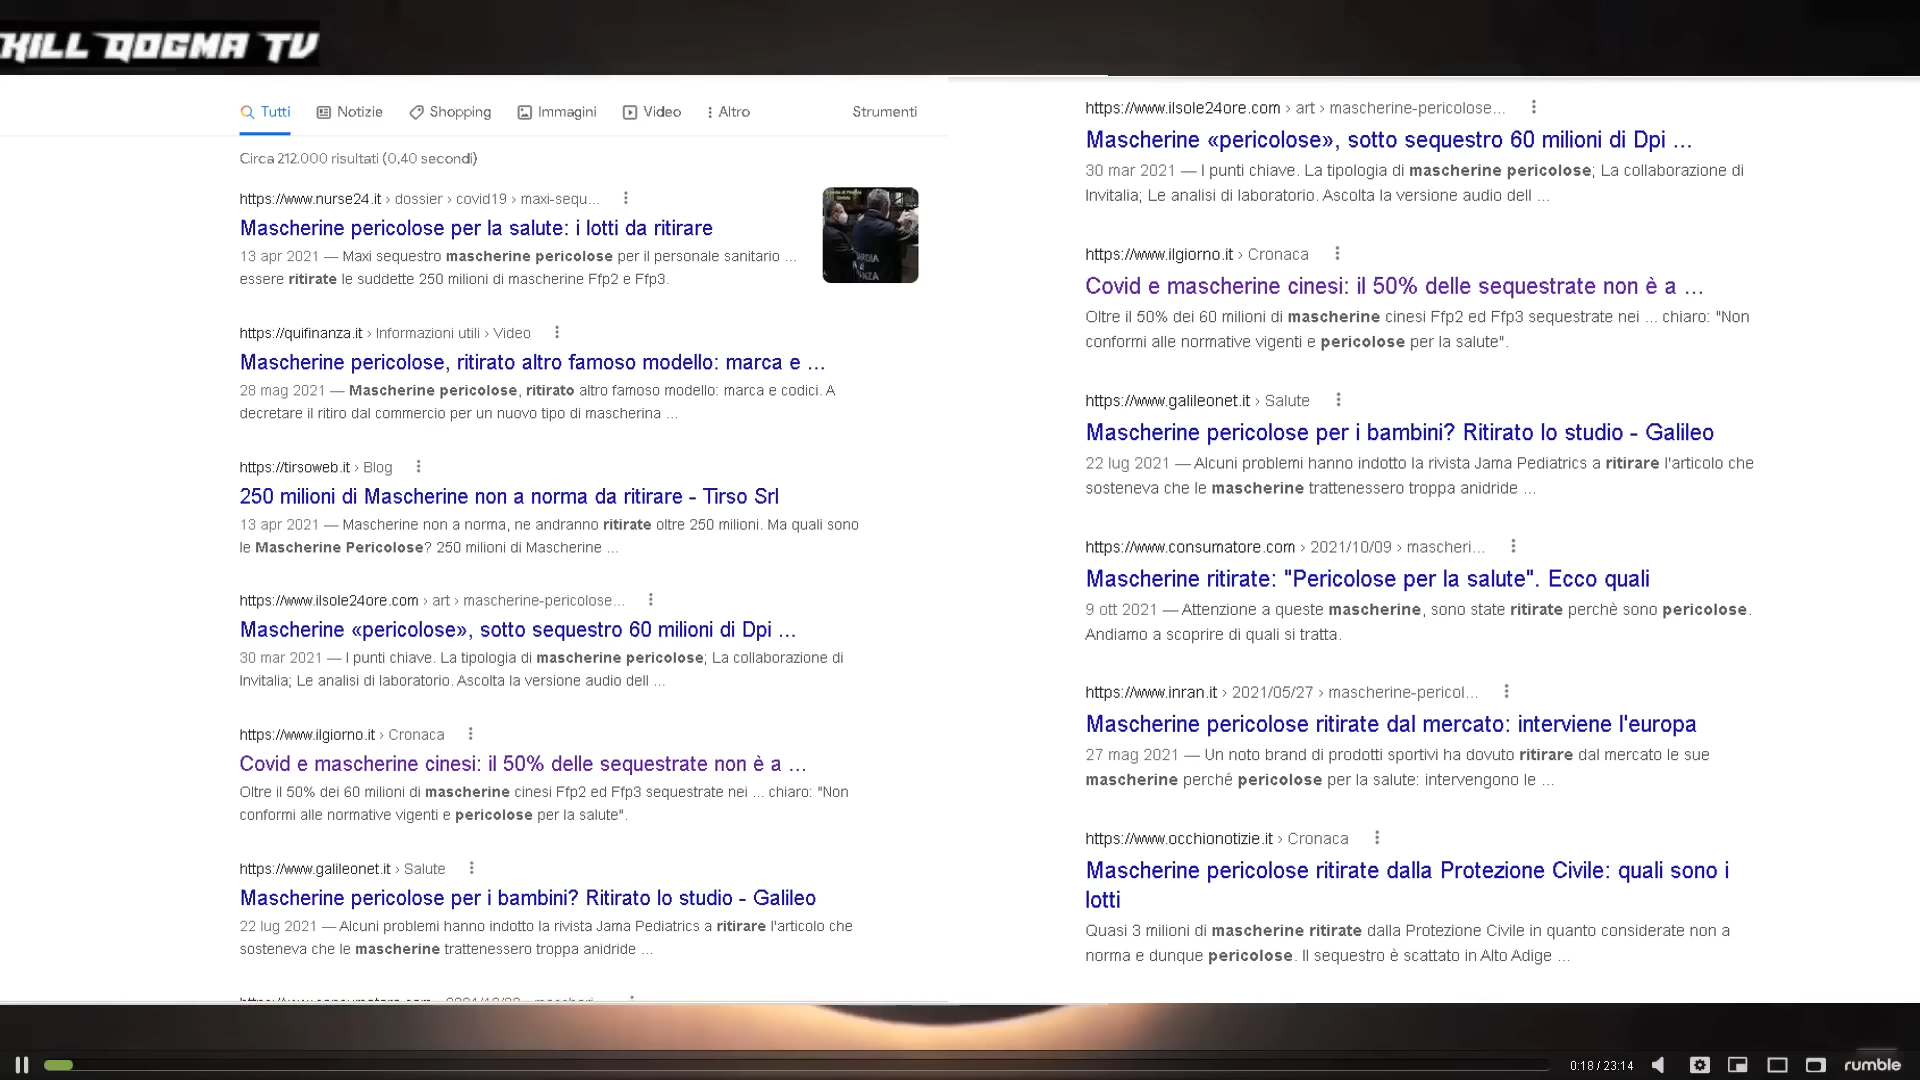 KILL DOGMA TV
Tutti
Notizie
Shopping
Immagini
Video
Altro
Strumenti
Circa 212.000 risultati (0,40 secondi)
https://www.nurse24.it › dossier › covid19 › maxi-sequ...
Mascherine pericolose per la salute: i lotti da ritirare
13 apr 2021 — Maxi sequestro mascherine pericolose per il personale sanitario ...
essere ritirate le suddette 250 milioni di mascherine Ffp2 e Ffp3.
https://quifinanza.it › Informazioni utili › Video
Mascherine pericolose, ritirato altro famoso modello: marca e ...
28 mag 2021 — Mascherine pericolose, ritirato altro famoso modello: marca e codici. A
decretare il ritiro dal commercio per un nuovo tipo di mascherina ...
https://tirsoweb.it › Blog
250 milioni di Mascherine non a norma da ritirare - Tirso Srl
13 apr 2021 — Mascherine non a norma, ne andranno ritirate oltre 250 milioni. Ma quali sono
le Mascherine Pericolose? 250 milioni di Mascherine ...
https://www.ilsole24ore.com › art › mascherine-pericolose...
Mascherine «pericolose», sotto sequestro 60 milioni di Dpi ...
30 mar 2021 — I punti chiave. La tipologia di mascherine pericolose; La collaborazione di
Invitalia; Le analisi di laboratorio. Ascolta la versione audio dell ...
https://www.ilgiorno.it › Cronaca
Covid e mascherine cinesi: il 50% delle sequestrate non è a ...
Oltre il 50% dei 60 milioni di mascherine cinesi Ffp2 ed Ffp3 sequestrate nei ... chiaro: "Non
conformi alle normative vigenti e pericolose per la salute".
https://www.galileonet.it › Salute
Mascherine pericolose per i bambini? Ritirato lo studio - Galileo
22 lug 2021 — Alcuni problemi hanno indotto la rivista Jama Pediatrics a ritirare l'articolo che
sosteneva che le mascherine trattenessero troppa anidride ...
https://www.ilsole24ore.com › art › mascherine-pericolose...
Mascherine «pericolose», sotto sequestro 60 milioni di Dpi ...
30 mar 2021 — I punti chiave. La tipologia di mascherine pericolose; La collaborazione di
Invitalia; Le analisi di laboratorio. Ascolta la versione audio dell ...
https://www.ilgiorno.it › Cronaca
Covid e mascherine cinesi: il 50% delle sequestrate non è a ...
Oltre il 50% dei 60 milioni di mascherine cinesi Ffp2 ed Ffp3 sequestrate nei ... chiaro: "Non
conformi alle normative vigenti e pericolose per la salute".
https://www.galileonet.it › Salute
Mascherine pericolose per i bambini? Ritirato lo studio - Galileo
22 lug 2021 — Alcuni problemi hanno indotto la rivista Jama Pediatrics a ritirare l'articolo che
sosteneva che le mascherine trattenessero troppa anidride ...
https://www.consumatore.com › 2021/10/09 › mascheri...
Mascherine ritirate: "Pericolose per la salute". Ecco quali
9 ott 2021 — Attenzione a queste mascherine, sono state ritirate perchè sono pericolose.
Andiamo a scoprire di quali si tratta.
https://www.inran.it › 2021/05/27 › mascherine-pericol...
Mascherine pericolose ritirate dal mercato: interviene l'europa
27 mag 2021 — Un noto brand di prodotti sportivi ha dovuto ritirare dal mercato le sue
mascherine perché pericolose per la salute: intervengono le ...
https://www.occhionotizie.it › Cronaca
Mascherine pericolose ritirate dalla Protezione Civile: quali sono i
lotti
Quasi 3 milioni di mascherine ritirate dalla Protezione Civile in quanto considerate non a
norma e dunque pericolose. Il sequestro è scattato in Alto Adige ...
0:18 / 23:14
rumble